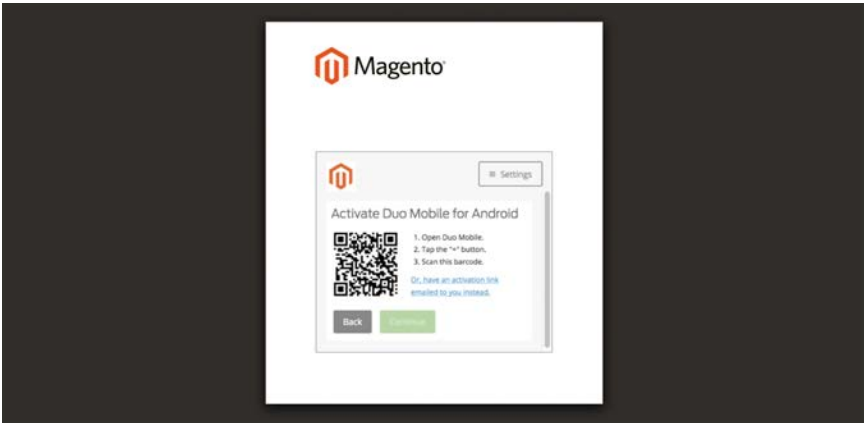 Magento
Settings
Activate Duo Mobile for Android
1. Open Duo Mobile.
2. Tap the "+" button.
3. Scan this barcode.
Or, have an activation link
emailed to you instead.
Back
Continue